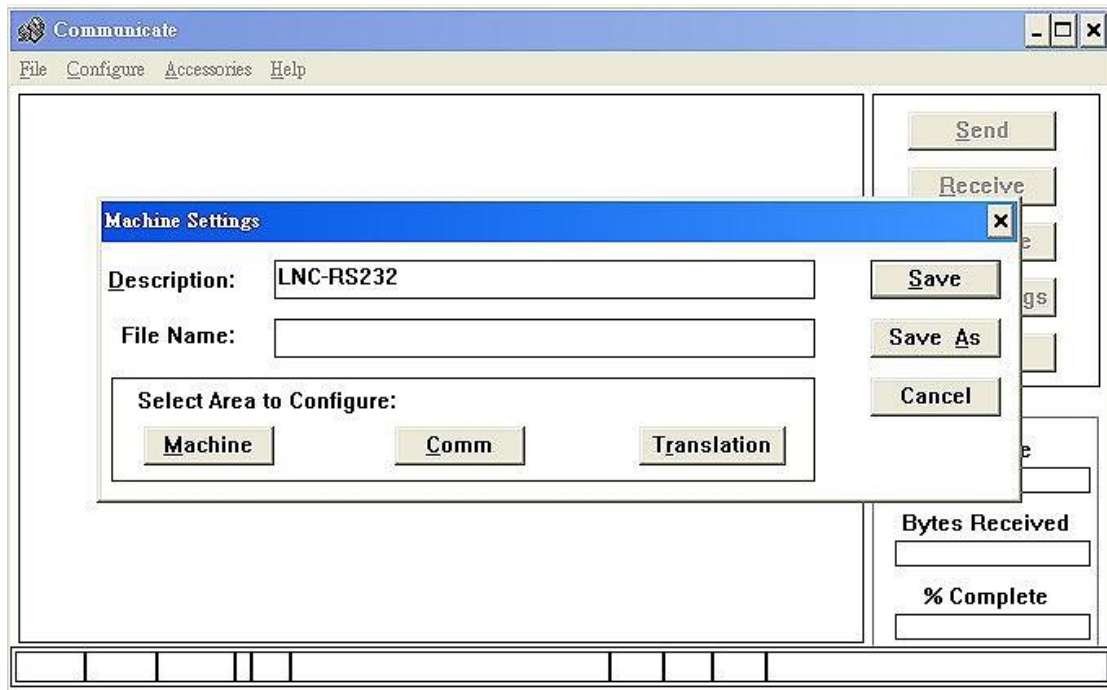 Communicate
File Configure Accessories Help
Send
Receive
Machine Settings
Description: LNC-RS232
Save
File Name:
Save As
Select Area to Configure:
Cancel
Machine Comm Translation
Bytes Received
% Complete